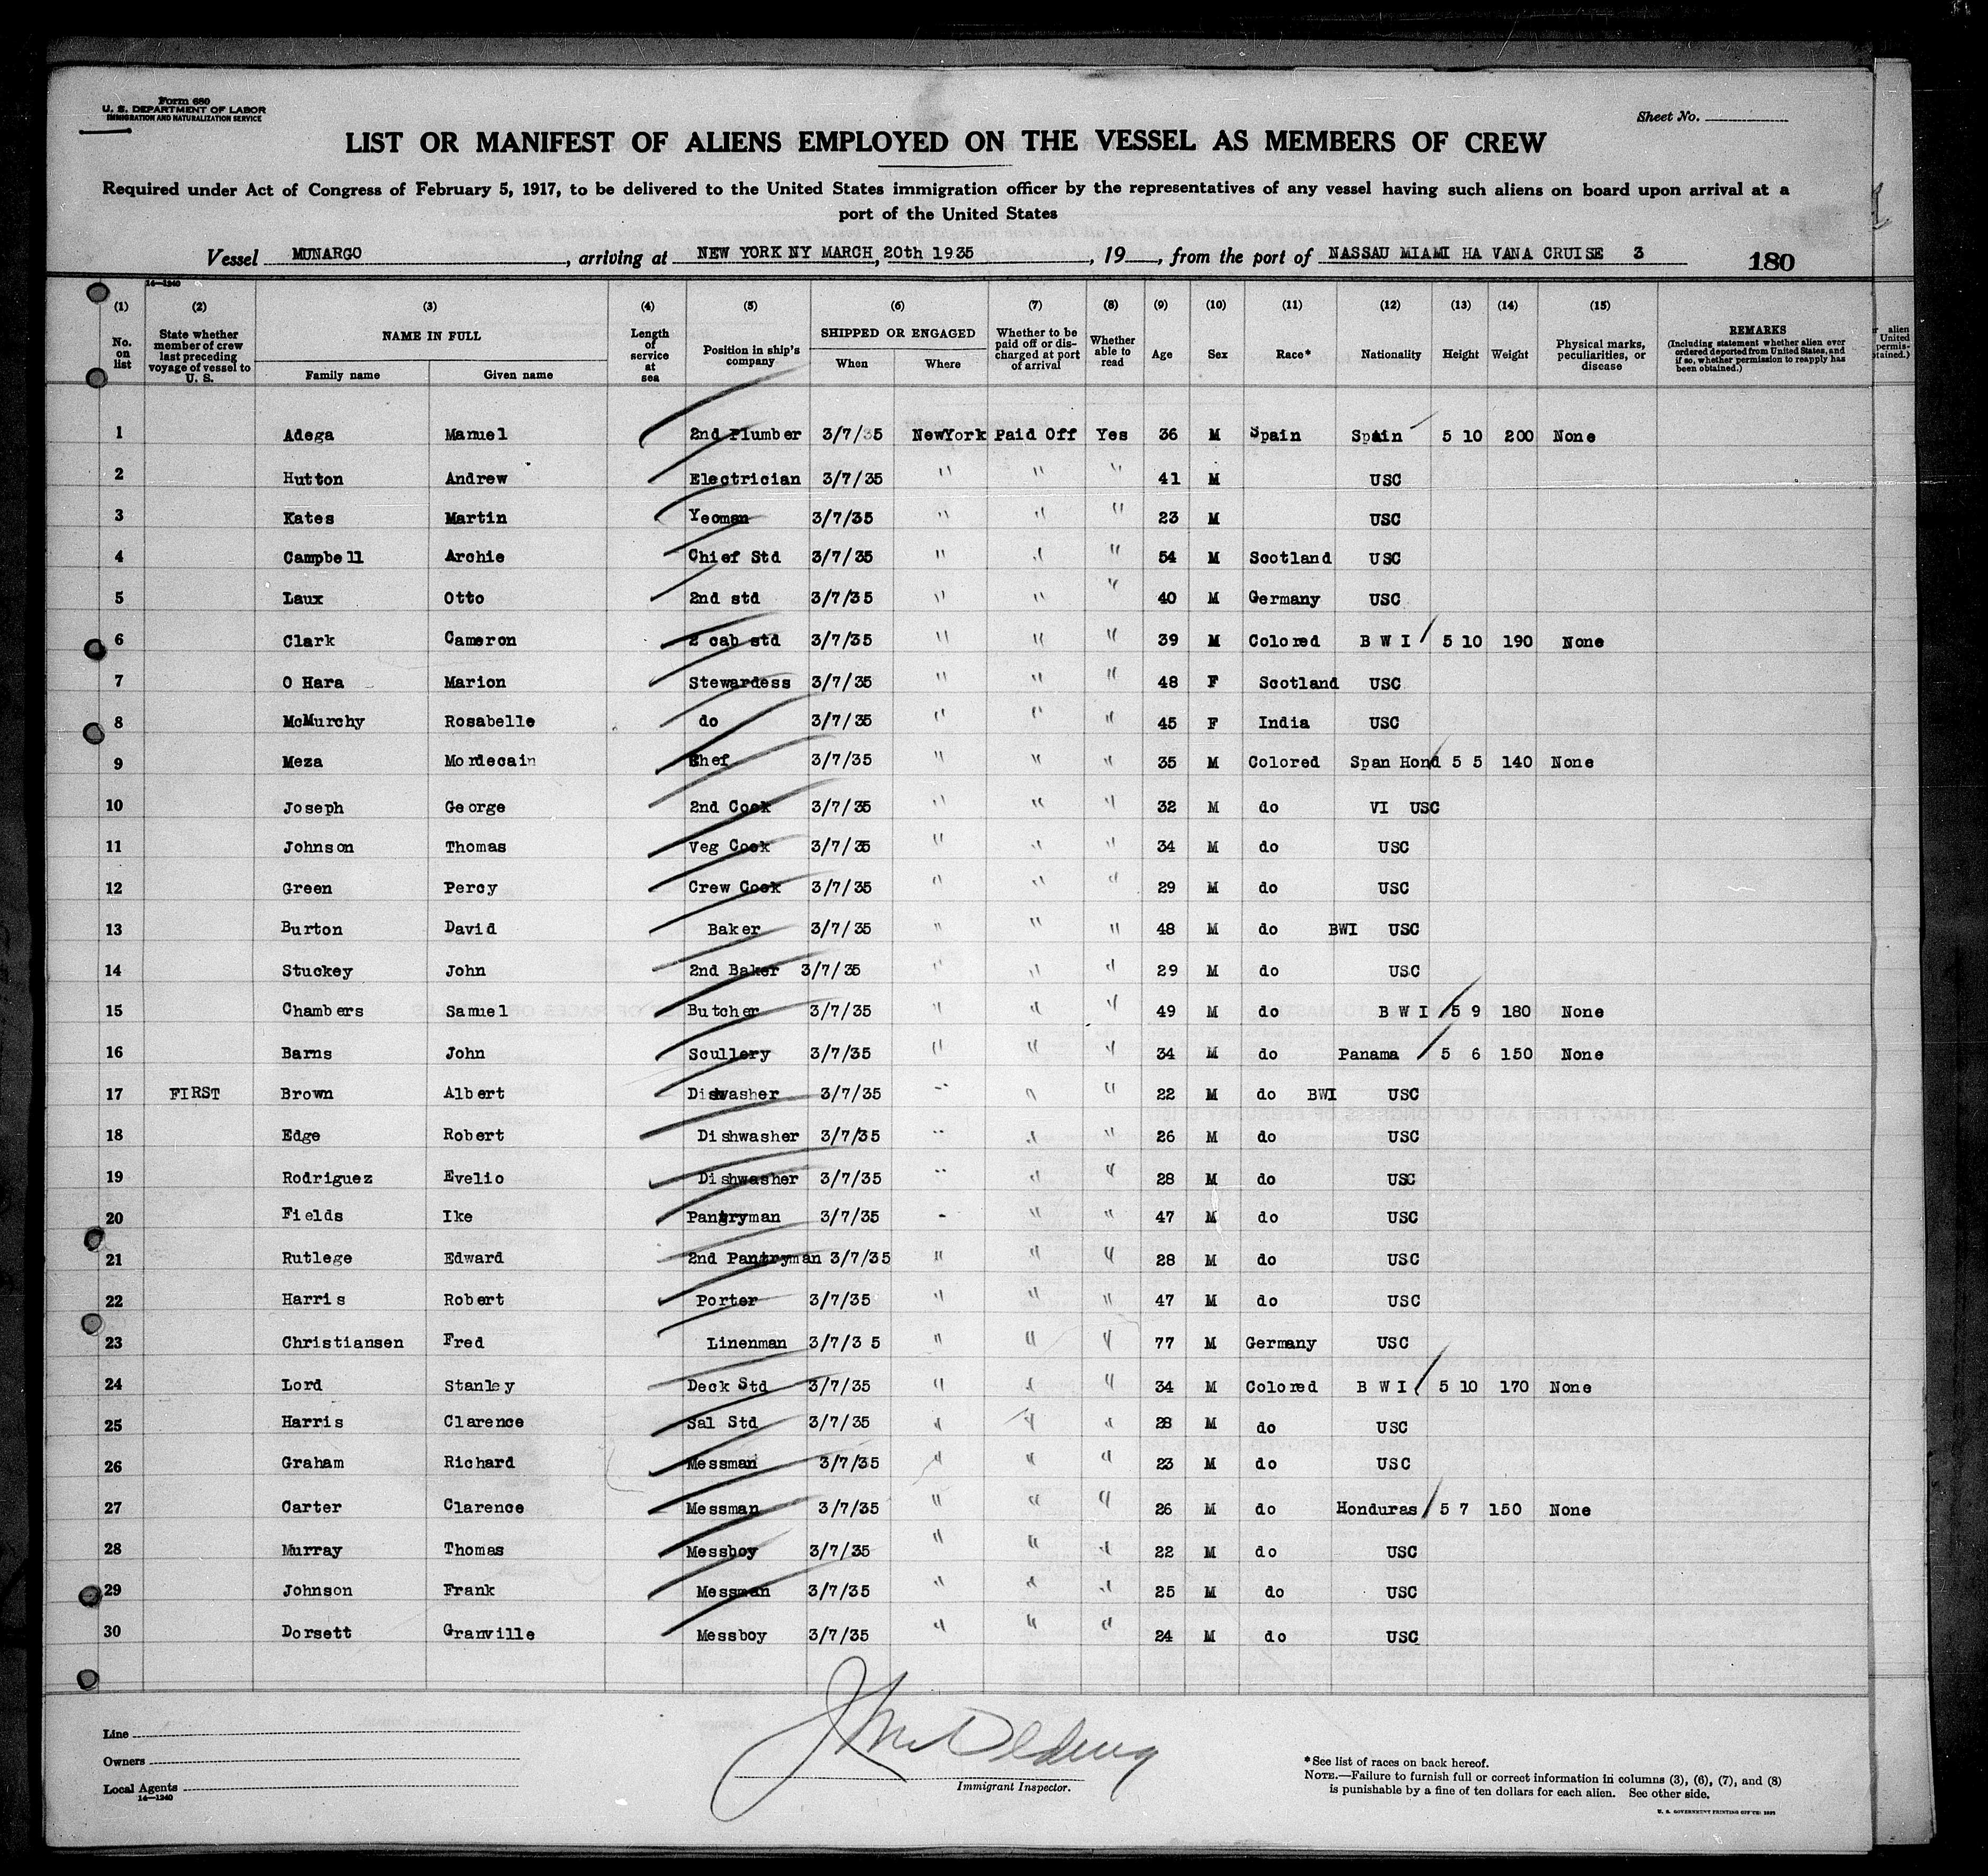 Form 680
U. S. DEPARTMENT OF LABOR
IMMIGRATION AND NATURALIZATION SERVICE
Sheet No.
LIST OR MANIFEST OF ALIENS EMPLOYED ON THE VESSEL AS MEMBERS OF CREW
Required under Act of Congress of February 5, 1917, to be delivered to the United States immigration officer by the representatives of any vessel having such aliens on board upon arrival at a
port of the United States
Vessel MUNARGO, arriving at NEW YORK NY MARCH, 20th 1935, 19__, from the port of NASSAU MIAMI HA VANA CRUISE 3 180
14—1240
(1) (2) (3) (4) (5) (6) (7) (8) (9) (10) (11) (12) (13) (14) (15)
No. on list State whether member of crew last preceding voyage of vessel to U. S. NAME IN FULL Family name Given name Length of service at sea Position in ship's company SHIPPED OR ENGAGED When Where Whether to be paid off or discharged at port of arrival Whether able to read Age Sex Race* Nationality Height Weight Physical marks, peculiarities, or disease REMARKS (Including statement whether alien ever ordered deported from United States, and if so, whether permission to reapply has been obtained.)
1 Adega Manuel 2nd Plumber 3/7/35 NewYork Paid Off Yes 36 M Spain Spain 5 10 200 None
2 Hutton Andrew Electrician 3/7/35 " " " 41 M USC
3 Kates Martin Yeoman 3/7/35 " " " 23 M USC
4 Campbell Archie Chief Std 3/7/35 " " " 54 M Scotland USC
5 Laux Otto 2nd std 3/7/35 " " " 40 M Germany USC
6 Clark Cameron 2 cab std 3/7/35 " " " 39 M Colored B W I 5 10 190 None
7 O Hara Marion Stewardess 3/7/35 " " " 48 F Scotland USC
8 McMurchy Rosabelle do 3/7/35 " " " 45 F India USC
9 Meza Mordecain Chef 3/7/35 " " " 35 M Colored Span Hond 5 5 140 None
10 Joseph George 2nd Cook 3/7/35 " " " 32 M do VI USC
11 Johnson Thomas Veg Cook 3/7/35 " " " 34 M do USC
12 Green Percy Crew Cook 3/7/35 " " " 29 M do USC
13 Burton David Baker 3/7/35 " " " 48 M do BWI USC
14 Stuckey John 2nd Baker 3/7/35 " " " 29 M do USC
15 Chambers Samuel Butcher 3/7/35 " " " 49 M do B W I 5 9 180 None
16 Barns John Scullery 3/7/35 " " " 34 M do Panama 5 6 150 None
17 FIRST Brown Albert Dishwasher 3/7/35 " " " 22 M do BWI USC
18 Edge Robert Dishwasher 3/7/35 " " " 26 M do USC
19 Rodriguez Evelio Dishwasher 3/7/35 " " " 28 M do USC
20 Fields Ike Pantryman 3/7/35 - " " 47 M do USC
21 Rutlege Edward 2nd Pantryman 3/7/35 " " " 28 M do USC
22 Harris Robert Porter 3/7/35 " " " 47 M do USC
23 Christiansen Fred Linenman 3/7/3 5 " " " 77 M Germany USC
24 Lord Stanley Deck Std 3/7/35 " " " 34 M Colored B W I 5 10 170 None
25 Harris Clarence Sal Std 3/7/35 " " " 28 M do USC
26 Graham Richard Messman 3/7/35 " " " 23 M do USC
27 Carter Clarence Messman 3/7/35 " " " 26 M do Honduras 5 7 150 None
28 Murray Thomas Messboy 3/7/35 " " " 22 M do USC
29 Johnson Frank Messman 3/7/35 " " " 25 M do USC
30 Dorsett Granville Messboy 3/7/35 " " " 24 M do USC
Line
Owners
Local Agents
14—1240
Immigrant Inspector.
*See list of races on back hereof.
NOTE.—Failure to furnish full or correct information in columns (3), (6), (7), and (8)
is punishable by a fine of ten dollars for each alien. See other side.
U. S. GOVERNMENT PRINTING OFFICE: